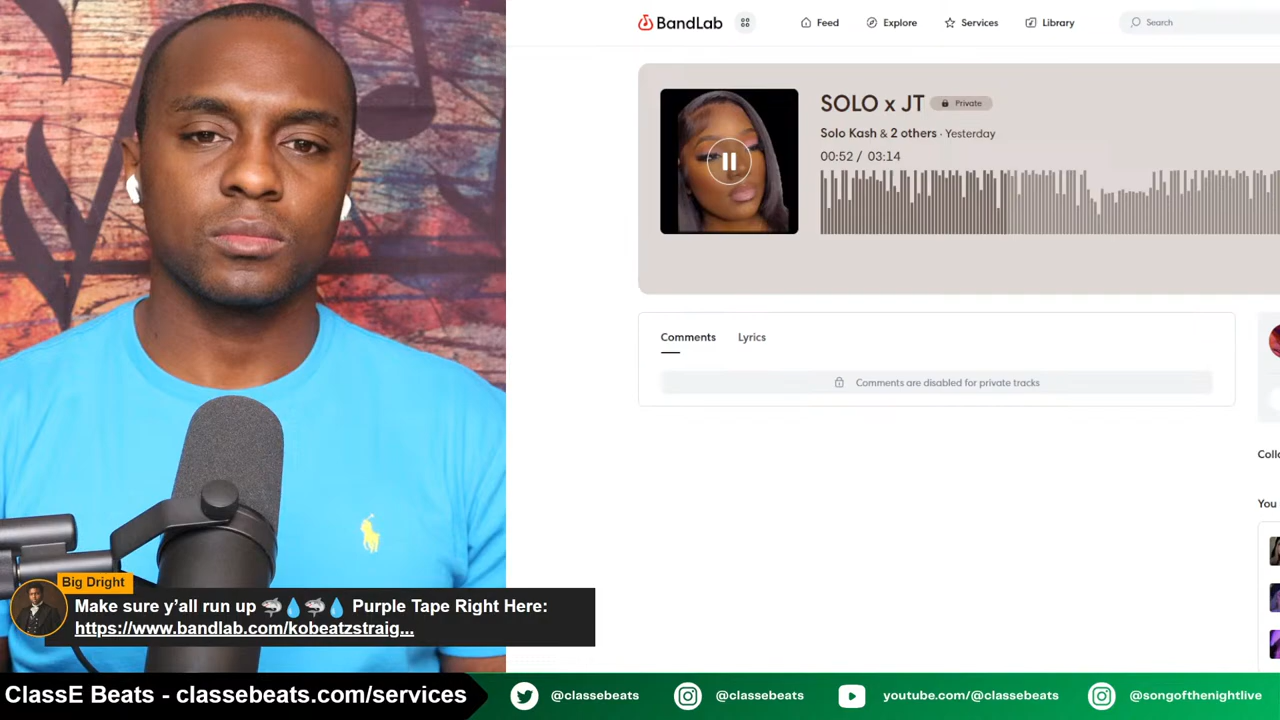 BandLab
Feed
Explore
Services
Library
Search
SOLO x JT
Private
Solo Kash & 2 others · Yesterday
00:52 / 03:14
Comments
Lyrics
Comments are disabled for private tracks
Coll
You
Big Dright
Make sure y’all run up 🦈💧🦈💧 Purple Tape Right Here:
https://www.bandlab.com/kobeatzstraig...
ClassE Beats - classebeats.com/services
@classebeats
@classebeats
youtube.com/@classebeats
@songofthenightlive